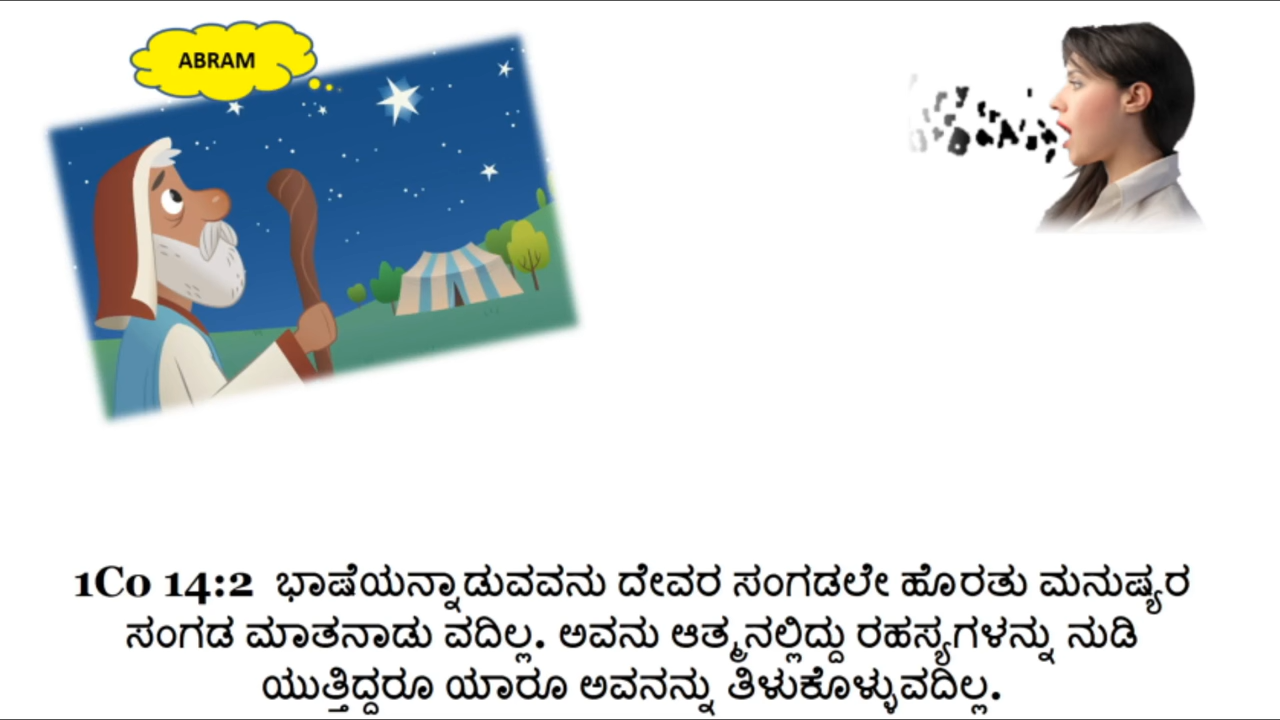 ABRAM
1Co 14:2 ಭಾಷೆಯನ್ನಾಡುವವನು ದೇವರ ಸಂಗಡಲೇ ಹೊರತು ಮನುಷ್ಯರ
ಸಂಗಡ ಮಾತನಾಡು ವದಿಲ್ಲ. ಅವನು ಆತ್ಮನಲ್ಲಿದ್ದು ರಹಸ್ಯಗಳನ್ನು ನುಡಿ
ಯುತ್ತಿದ್ದರೂ ಯಾರೂ ಅವನನ್ನು ತಿಳುಕೊಳ್ಳುವದಿಲ್ಲ.